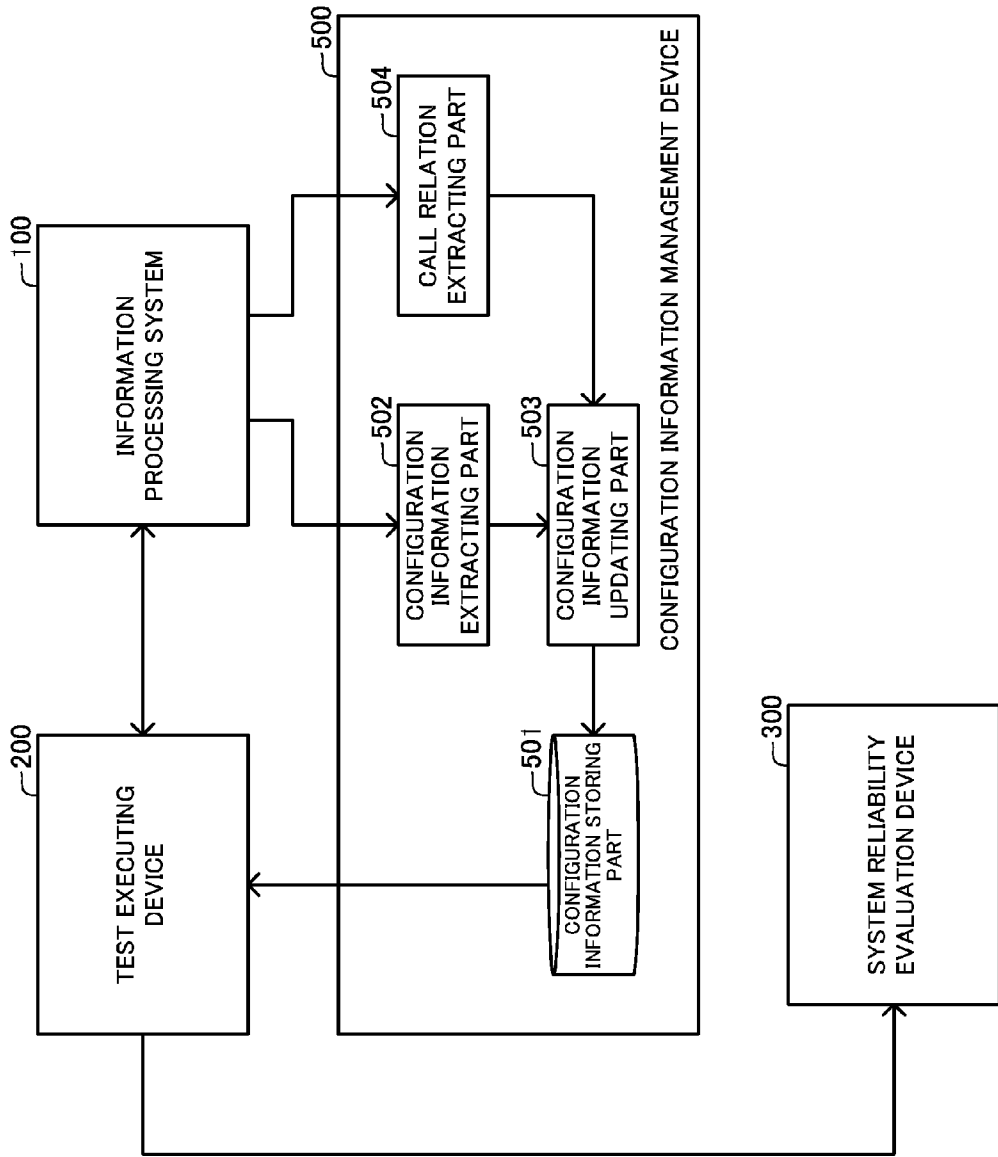 200
TEST EXECUTING
DEVICE
100
INFORMATION
PROCESSING SYSTEM
500
502
CONFIGURATION
INFORMATION
EXTRACTING PART
504
CALL RELATION
EXTRACTING PART
501
CONFIGURATION
INFORMATION STORING
PART
503
CONFIGURATION
INFORMATION
UPDATING PART
CONFIGURATION INFORMATION MANAGEMENT DEVICE
300
SYSTEM RELIABILITY
EVALUATION DEVICE